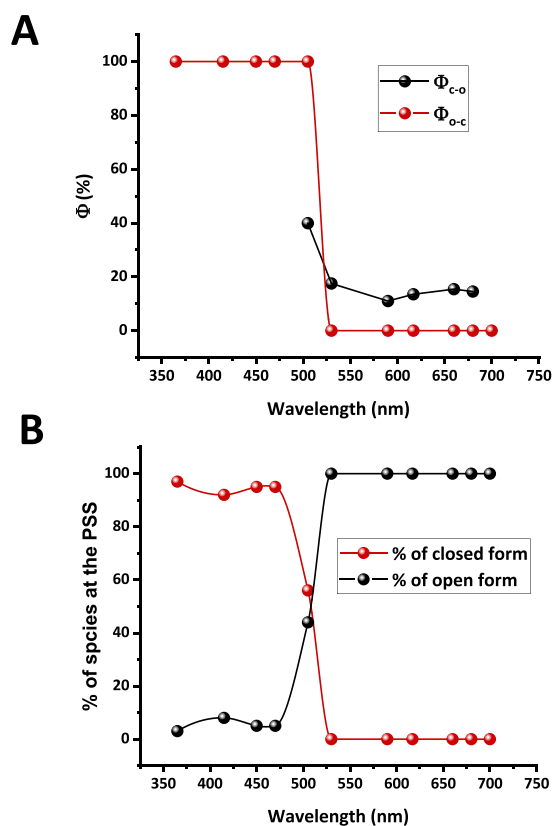 A
100
80
60
40
20
0
Φ (%)
Φc-o
Φo-c
350 400 450 500 550 600 650 700 750
Wavelength (nm)
B
100
80
60
40
20
0
% of spcies at the PSS
% of closed form
% of open form
350 400 450 500 550 600 650 700 750
Wavelength (nm)